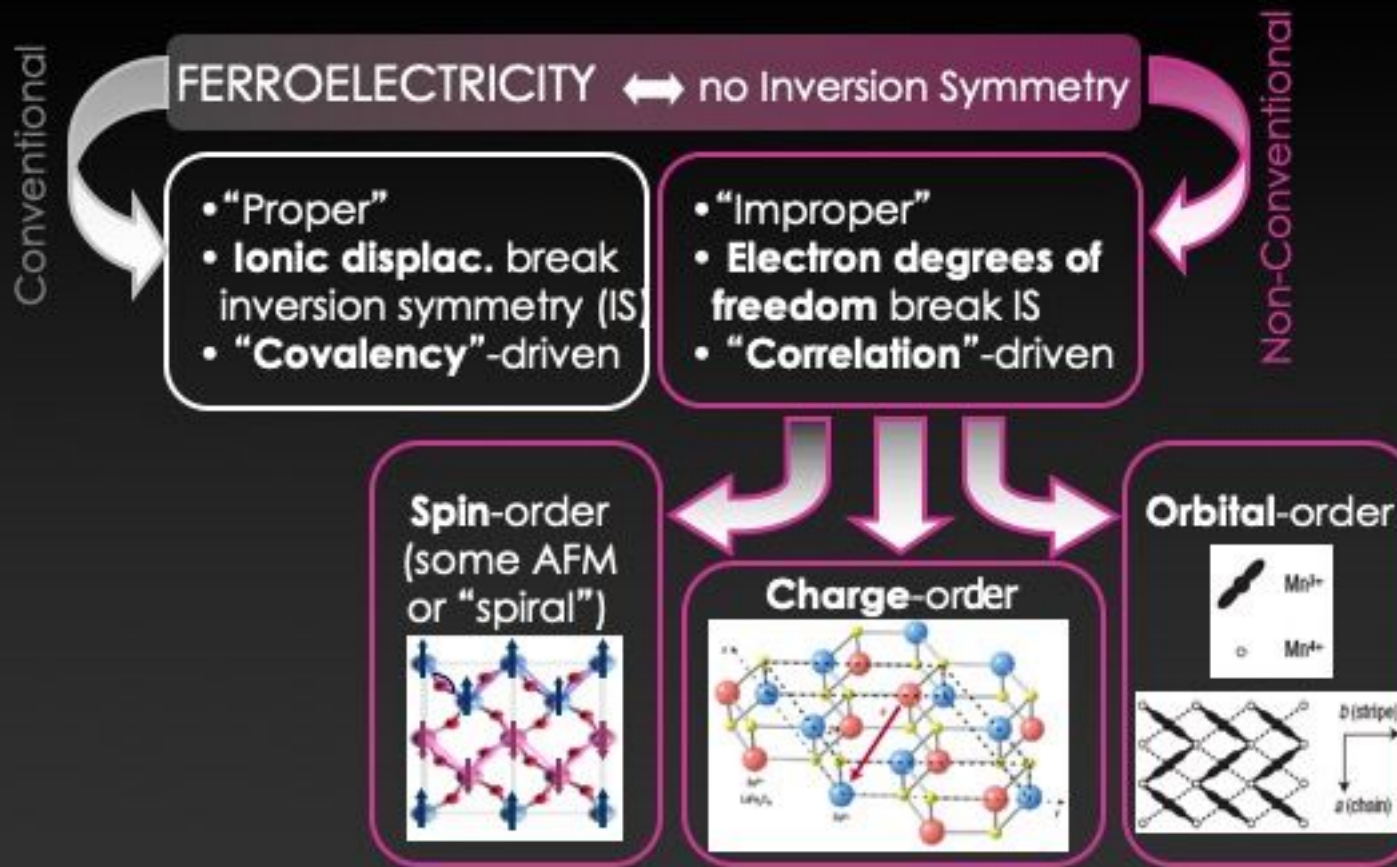 Conventional
FERROELECTRICITY ⟺ no Inversion Symmetry
Non-Conventional
•“Proper”
• Ionic displac. break
inversion symmetry (IS)
• “Covalency”-driven
•“Improper”
• Electron degrees of
freedom break IS
• “Correlation”-driven
Spin-order
(some AFM
or “spiral”)
Charge-order
Orbital-order
Mn³⁺
Mn⁴⁺
b (stripe)
a (chain)